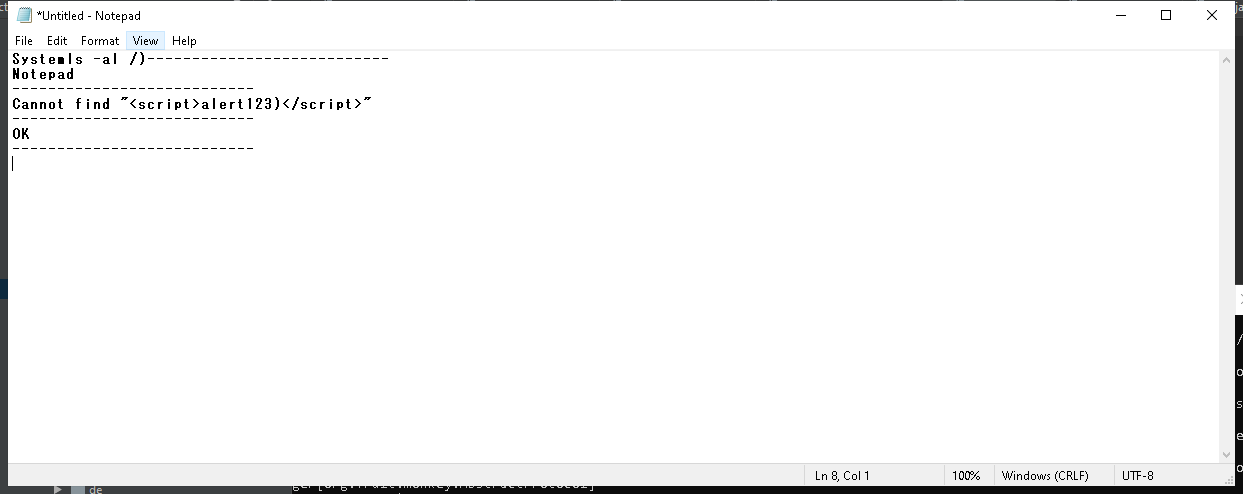 *Untitled - Notepad
File Edit Format View Help
Systemls -al /)---------------------------
Notepad
---------------------------
Cannot find "<script>alert123)</script>"
---------------------------
OK
---------------------------
Ln 8, Col 1 100% Windows (CRLF) UTF-8
de